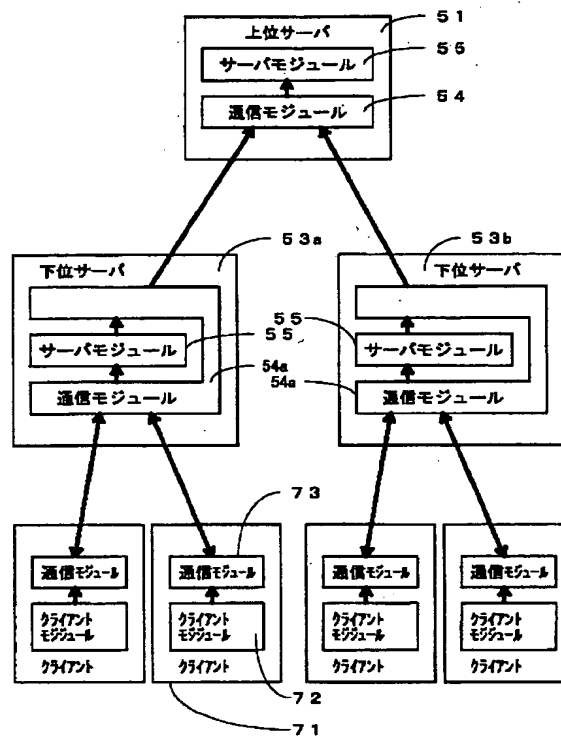 上位サーバ
５１
サーバモジュール
５５
通信モジュール
５４
５３a
５３b
下位サーバ
下位サーバ
５５
５５
サーバモジュール
サーバモジュール
54a
54a
通信モジュール
通信モジュール
７３
通信モジュール
通信モジュール
通信モジュール
通信モジュール
クライアント
モジジュール
クライアント
モジジュール
クライアント
モジジュール
クライアント
モジジュール
クライアント
クライアント
クライアント
クライアント
７２
７１